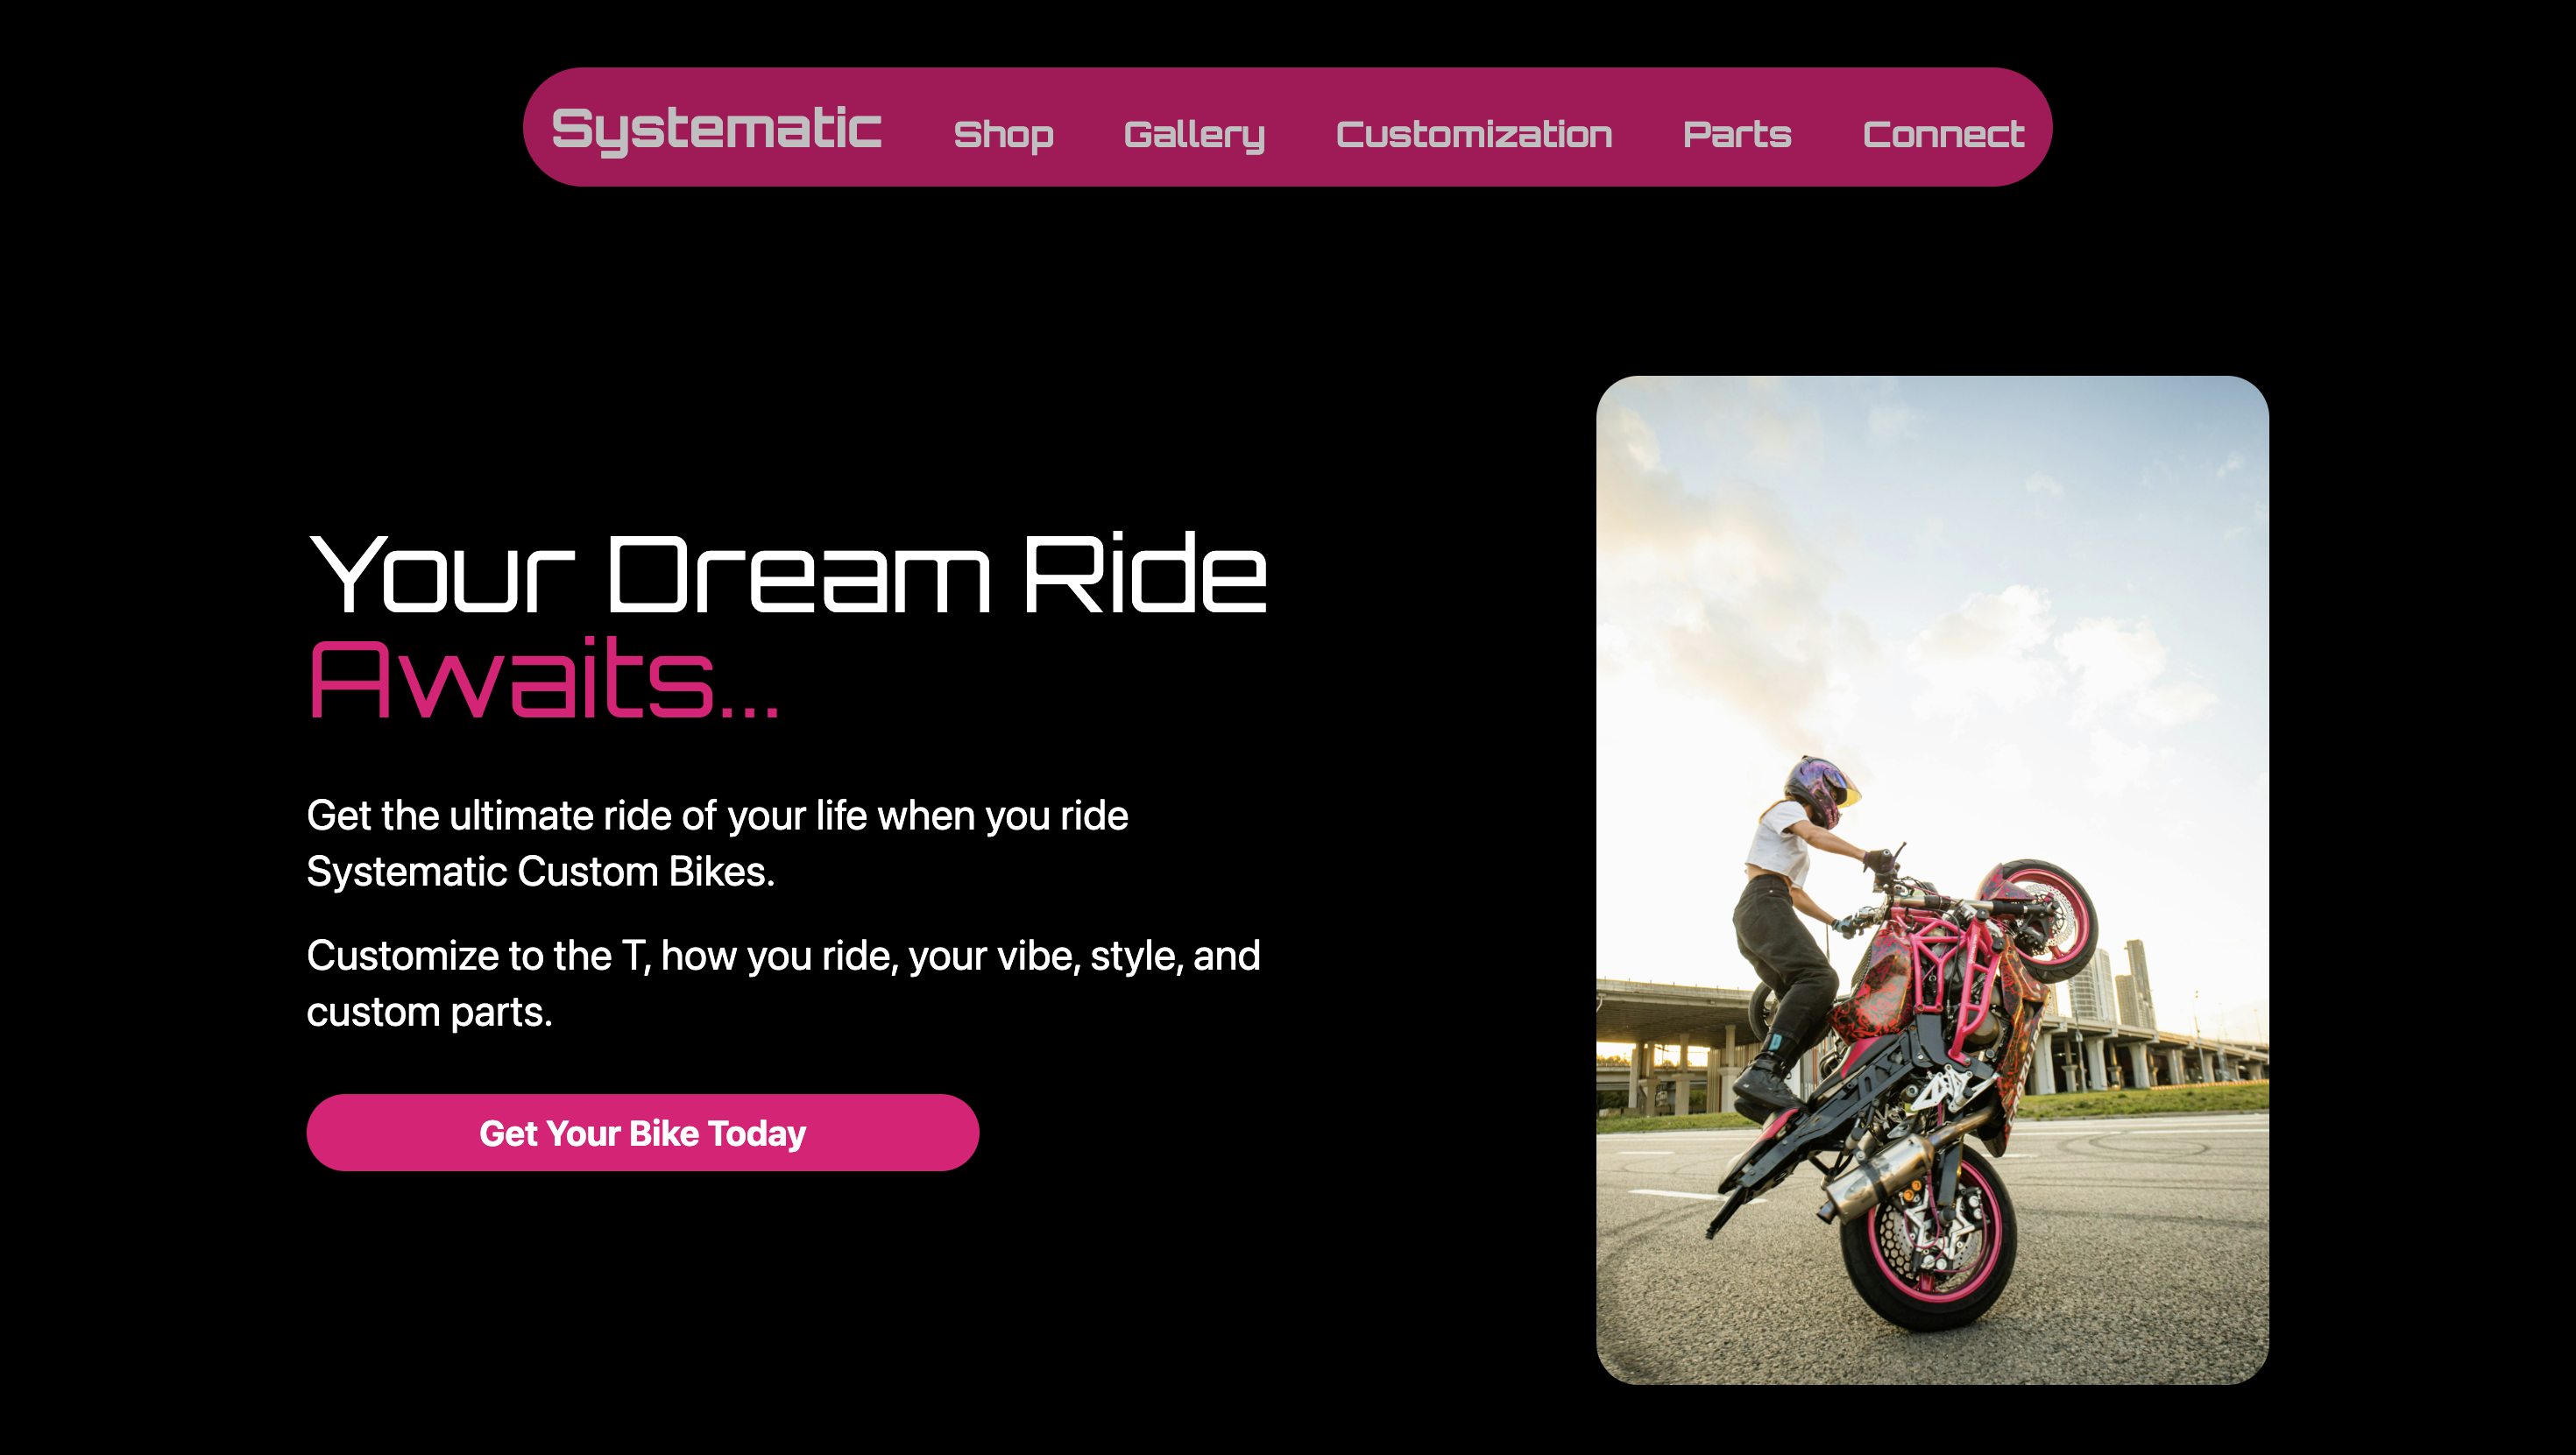 Systematic Shop Gallery Customization Parts Connect
Your Dream Ride
Awaits...
Get the ultimate ride of your life when you ride
Systematic Custom Bikes.
Customize to the T, how you ride, your vibe, style, and
custom parts.
Get Your Bike Today